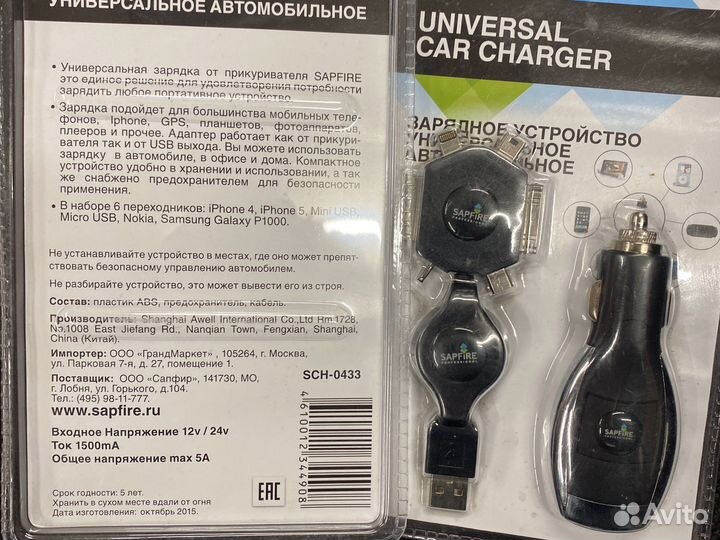 УНИВЕРСАЛЬНОЕ АВТОМОБИЛЬНОЕ
• Универсальная зарядка от прикуривателя SAPFIRE
это единое решение для удовлетворения потребности
зарядить любое портативное устройство.
• Зарядка подойдет для большинства мобильных теле-
фонов, Iphone, GPS, планшетов, фотоаппаратов,
плееров и прочее. Адаптер работает как от прикури-
вателя так и от USB выхода. Вы можете использовать
зарядку в автомобиле, в офисе и дома. Компактное
устройство удобно в хранении и использовании, а так
же снабжено предохранителем для безопасности
применения.
• В наборе 6 переходников: iPhone 4, iPhone 5, Mini USB,
Micro USB, Nokia, Samsung Galaxy P1000.
Не устанавливайте устройство в местах, где оно может препят-
ствовать безопасному управлению автомобилем.
Не разбирайте устройство, это может вывести его из строя.
Состав: пластик ABS, предохранитель, кабель.
Производитель: Shanghai Awell International Co.,Ltd Rm 1728,
No,1008 East Jiefang Rd., Nanqian Town, Fengxian, Shanghai,
China (Китай).
Импортер: ООО «ГрандМаркет» , 105264, г. Москва,
ул. Парковая 7-я, д. 27, помещение 1.
Поставщик: ООО «Сапфир», 141730, МО,
г. Лобня, ул. Горького, д.104.
Тел.: (495) 98-11-777.
www.sapfire.ru
SCH-0433
Входное Напряжение 12v / 24v
Ток 1500mA
Общее напряжение max 5A
4610012344908
Срок годности: 5 лет.
Хранить в сухом месте вдали от огня
Дата изготовления: октябрь 2015.
EAC
UNIVERSAL
CAR CHARGER
ЗАРЯДНОЕ УСТРОЙСТВО
УНИВЕРСАЛЬНОЕ
АВТОМОБИЛЬНОЕ
SAPFIRE
PROFESSIONAL
SAPFIRE
PROFESSIONAL
SAPFIRE
PROFESSIONAL
Avito